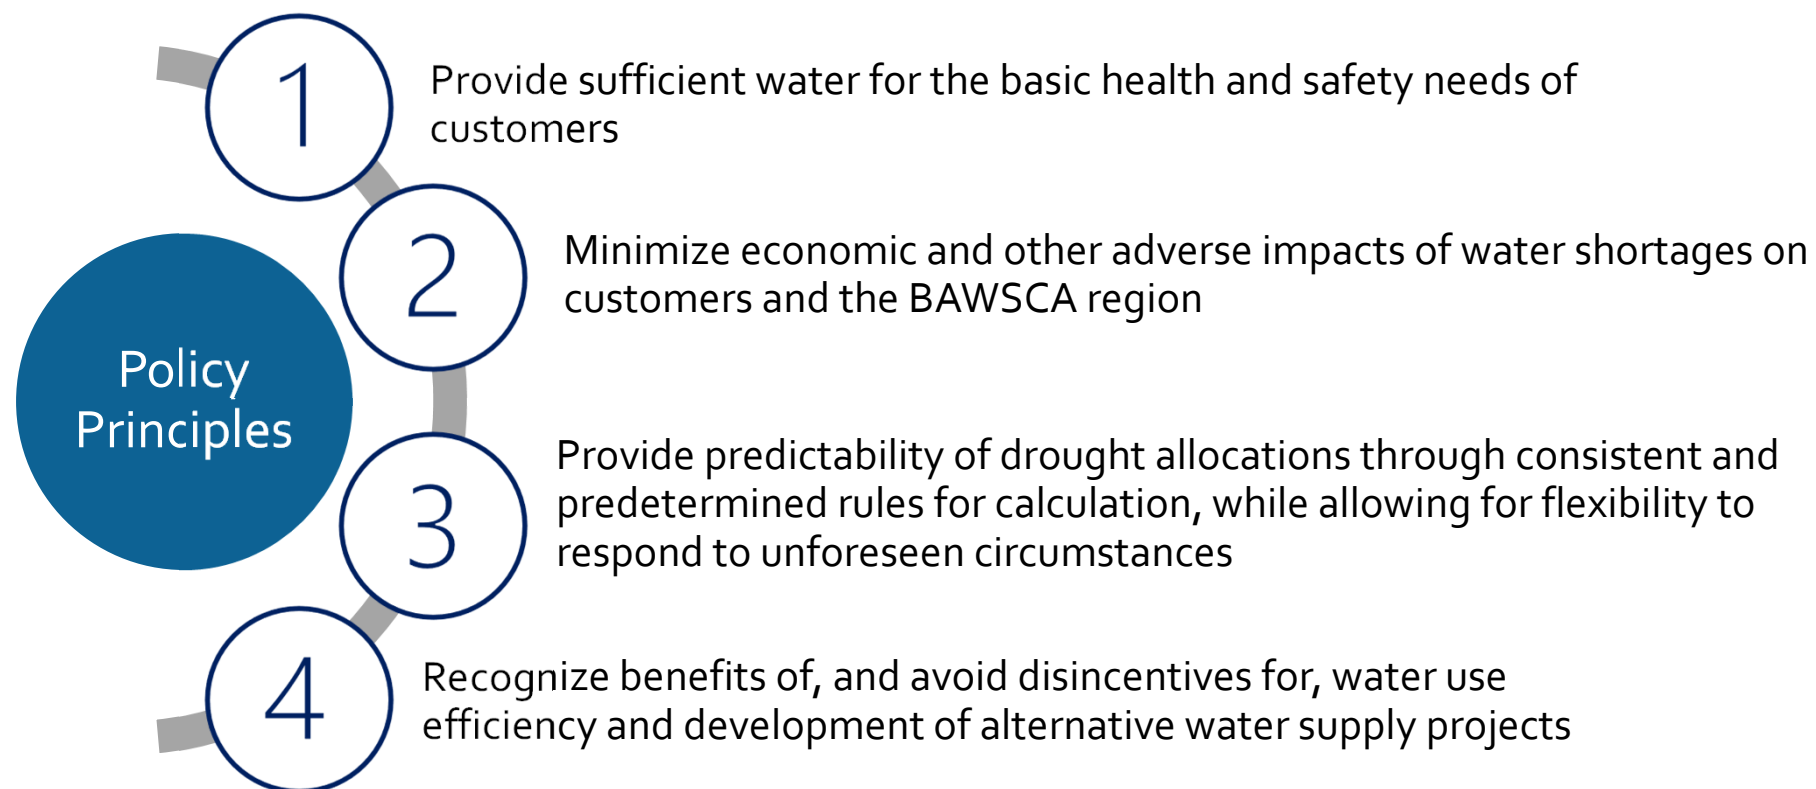 1
Provide sufficient water for the basic health and safety needs of
customers
2
Minimize economic and other adverse impacts of water shortages on
customers and the BAWSCA region
Policy
Principles
3
Provide predictability of drought allocations through consistent and
predetermined rules for calculation, while allowing for flexibility to
respond to unforeseen circumstances
4
Recognize benefits of, and avoid disincentives for, water use
efficiency and development of alternative water supply projects